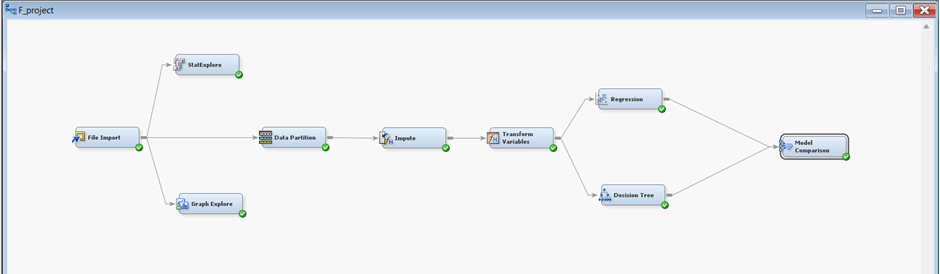 F_project
StatExplore
File Import
Data Partition
Impute
Transform
Variables
Regression
Model
Comparison
Decision Tree
Graph Explore